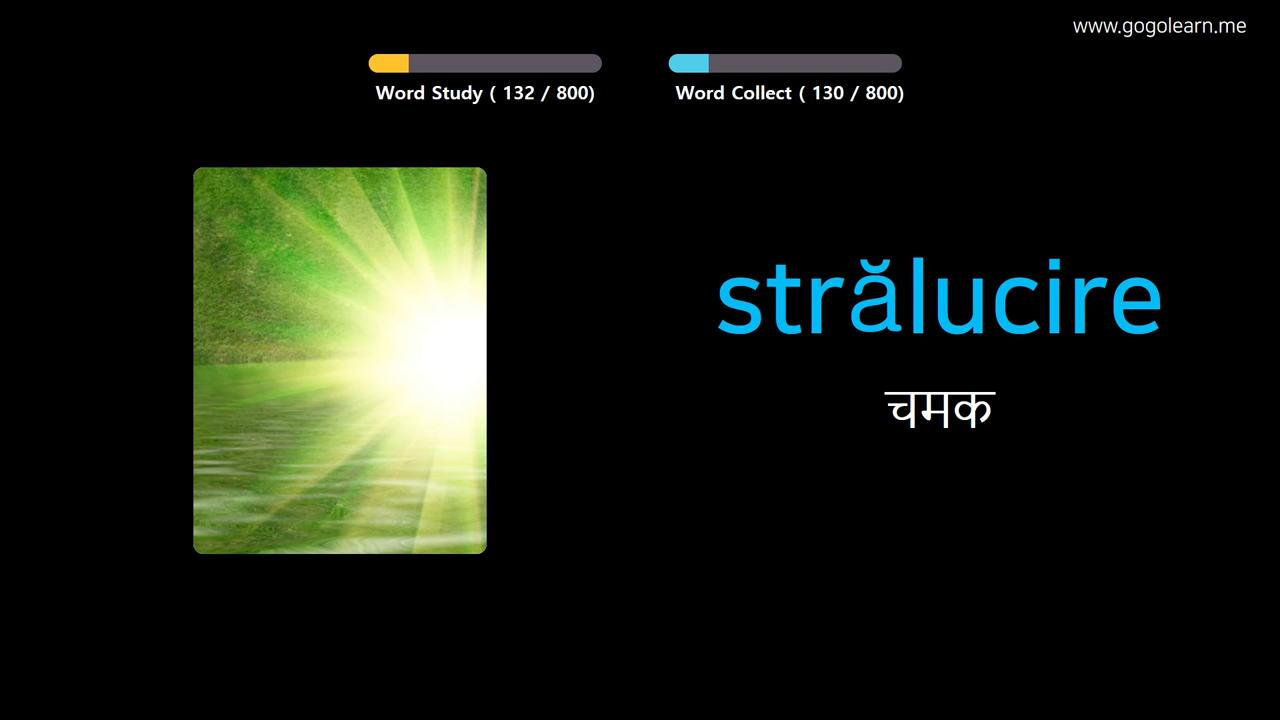 www.gogolearn.me
Word Study ( 132 / 800)
Word Collect ( 130 / 800)
strălucire
चमक